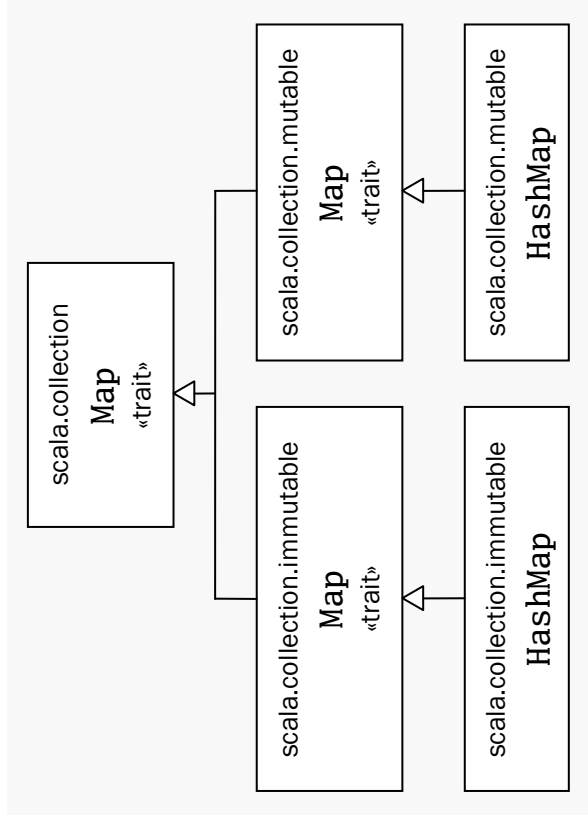 scala.collection
Map
«trait»
scala.collection.immutable
Map
«trait»
scala.collection.mutable
Map
«trait»
scala.collection.immutable
HashMap
scala.collection.mutable
HashMap